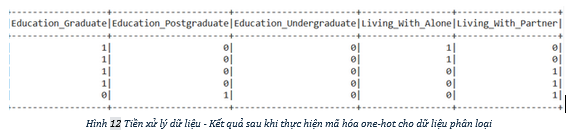 |Education_Graduate|Education_Postgraduate|Education_Undergraduate|Living_With_Alone|Living_With_Partner|
1| 0| 0| 1| 0|
1| 0| 0| 1| 0|
1| 0| 0| 0| 1|
1| 0| 0| 0| 1|
0| 1| 0| 0| 1|
Hình 12 Tiền xử lý dữ liệu - Kết quả sau khi thực hiện mã hóa one-hot cho dữ liệu phân loại